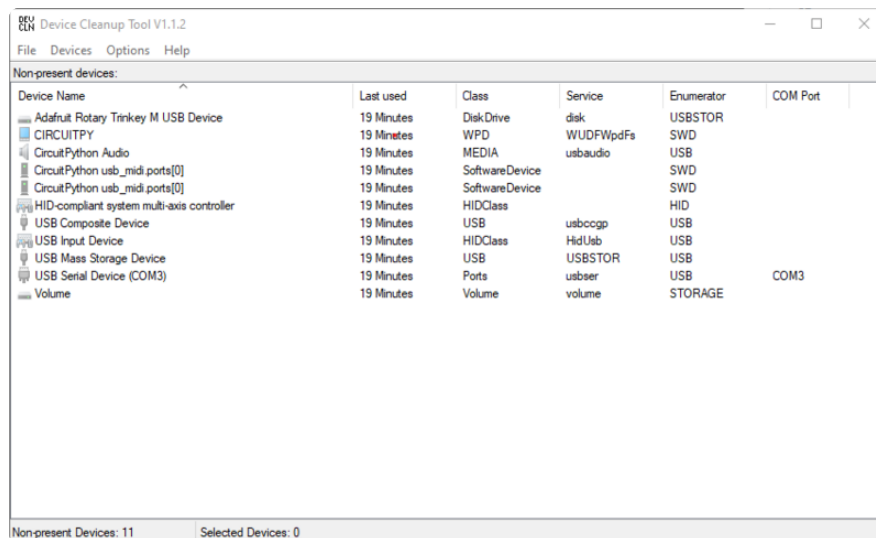 DEV CLN Device Cleanup Tool V1.1.2
File Devices Options Help
Non-present devices:
Device Name Last used Class Service Enumerator COM Port
Adafruit Rotary Trinkey M USB Device 19 Minutes DiskDrive disk USBSTOR
CIRCUITPY 19 Minutes WPD WUDFWpdFs SWD
CircuitPython Audio 19 Minutes MEDIA usbaudio USB
CircuitPython usb_midi.ports[0] 19 Minutes SoftwareDevice SWD
CircuitPython usb_midi.ports[0] 19 Minutes SoftwareDevice SWD
HID-compliant system multi-axis controller 19 Minutes HIDClass HID
USB Composite Device 19 Minutes USB usbccgp USB
USB Input Device 19 Minutes HIDClass HidUsb USB
USB Mass Storage Device 19 Minutes USB USBSTOR USB
USB Serial Device (COM3) 19 Minutes Ports usbser USB COM3
Volume 19 Minutes Volume volume STORAGE
Non-present Devices: 11 Selected Devices: 0